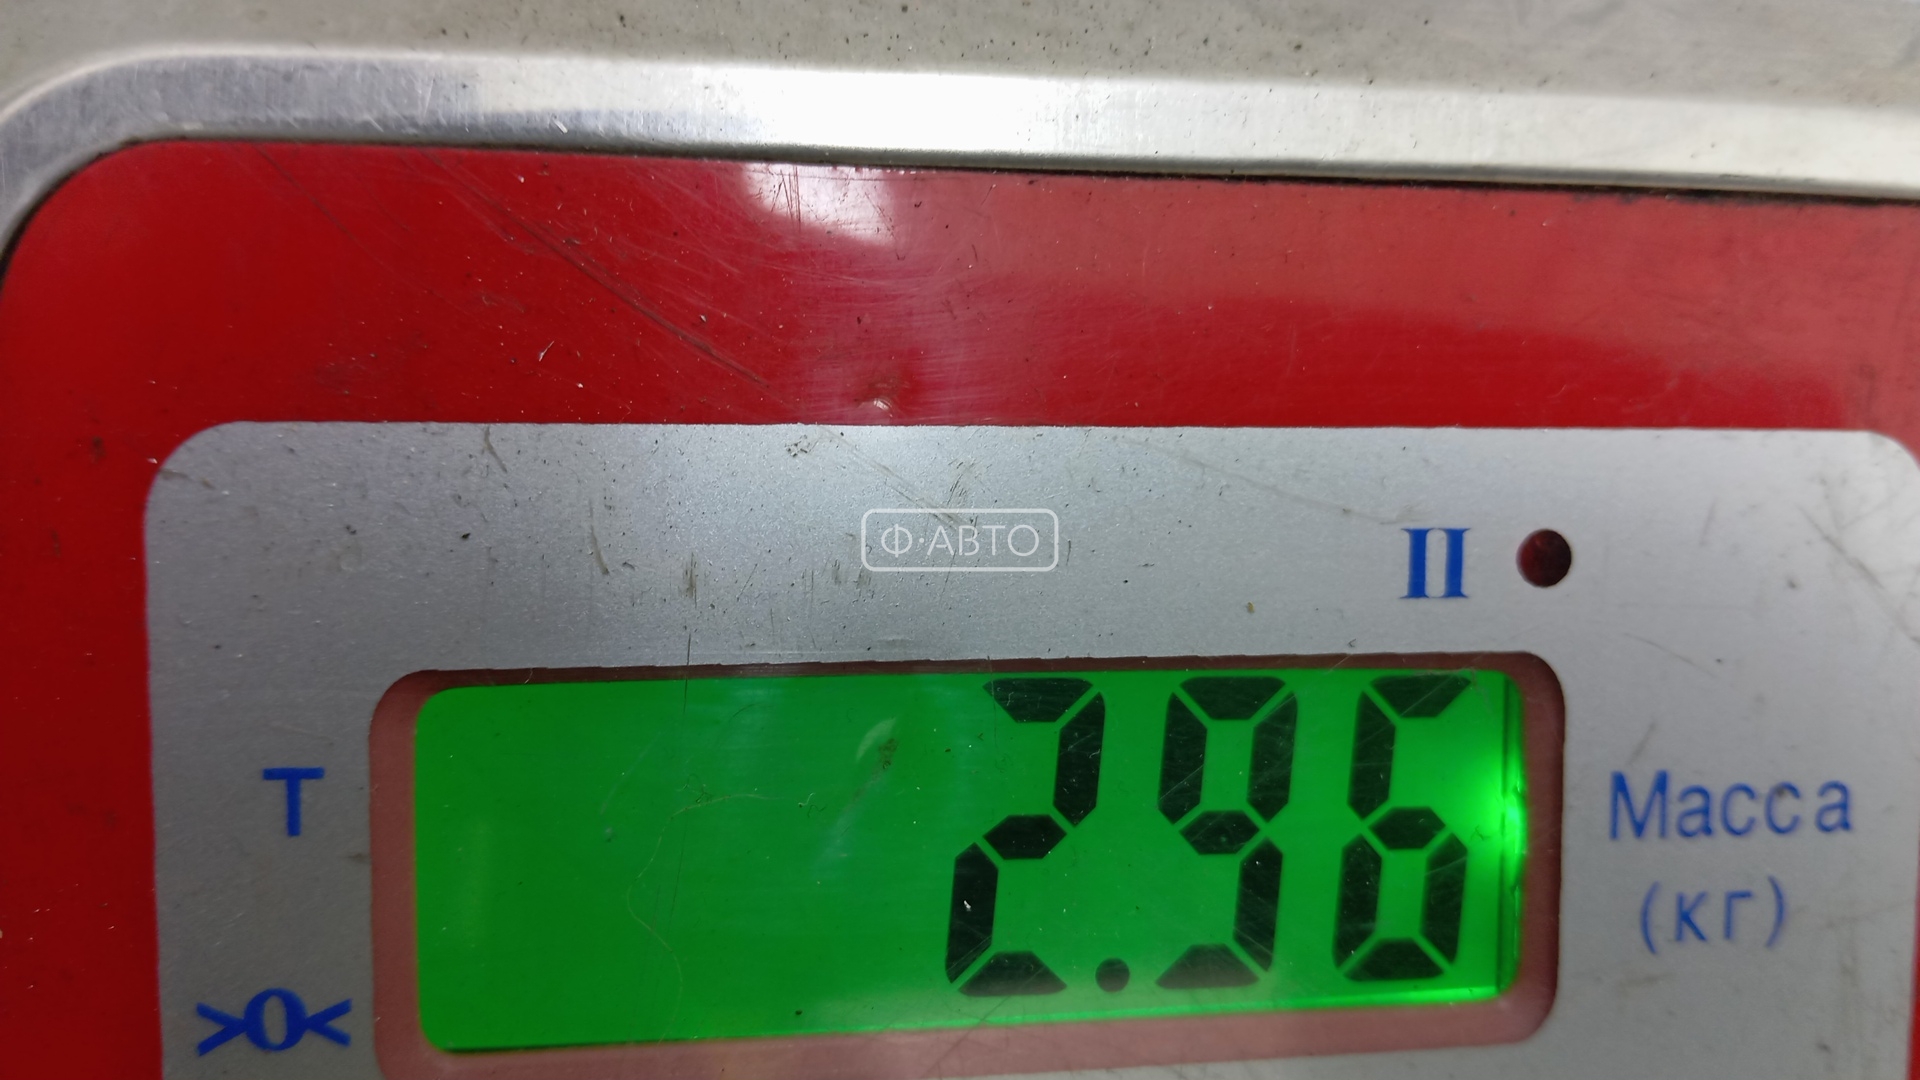 Ф·АВТО
II
T
2.96
Масса
(кг)
>0<